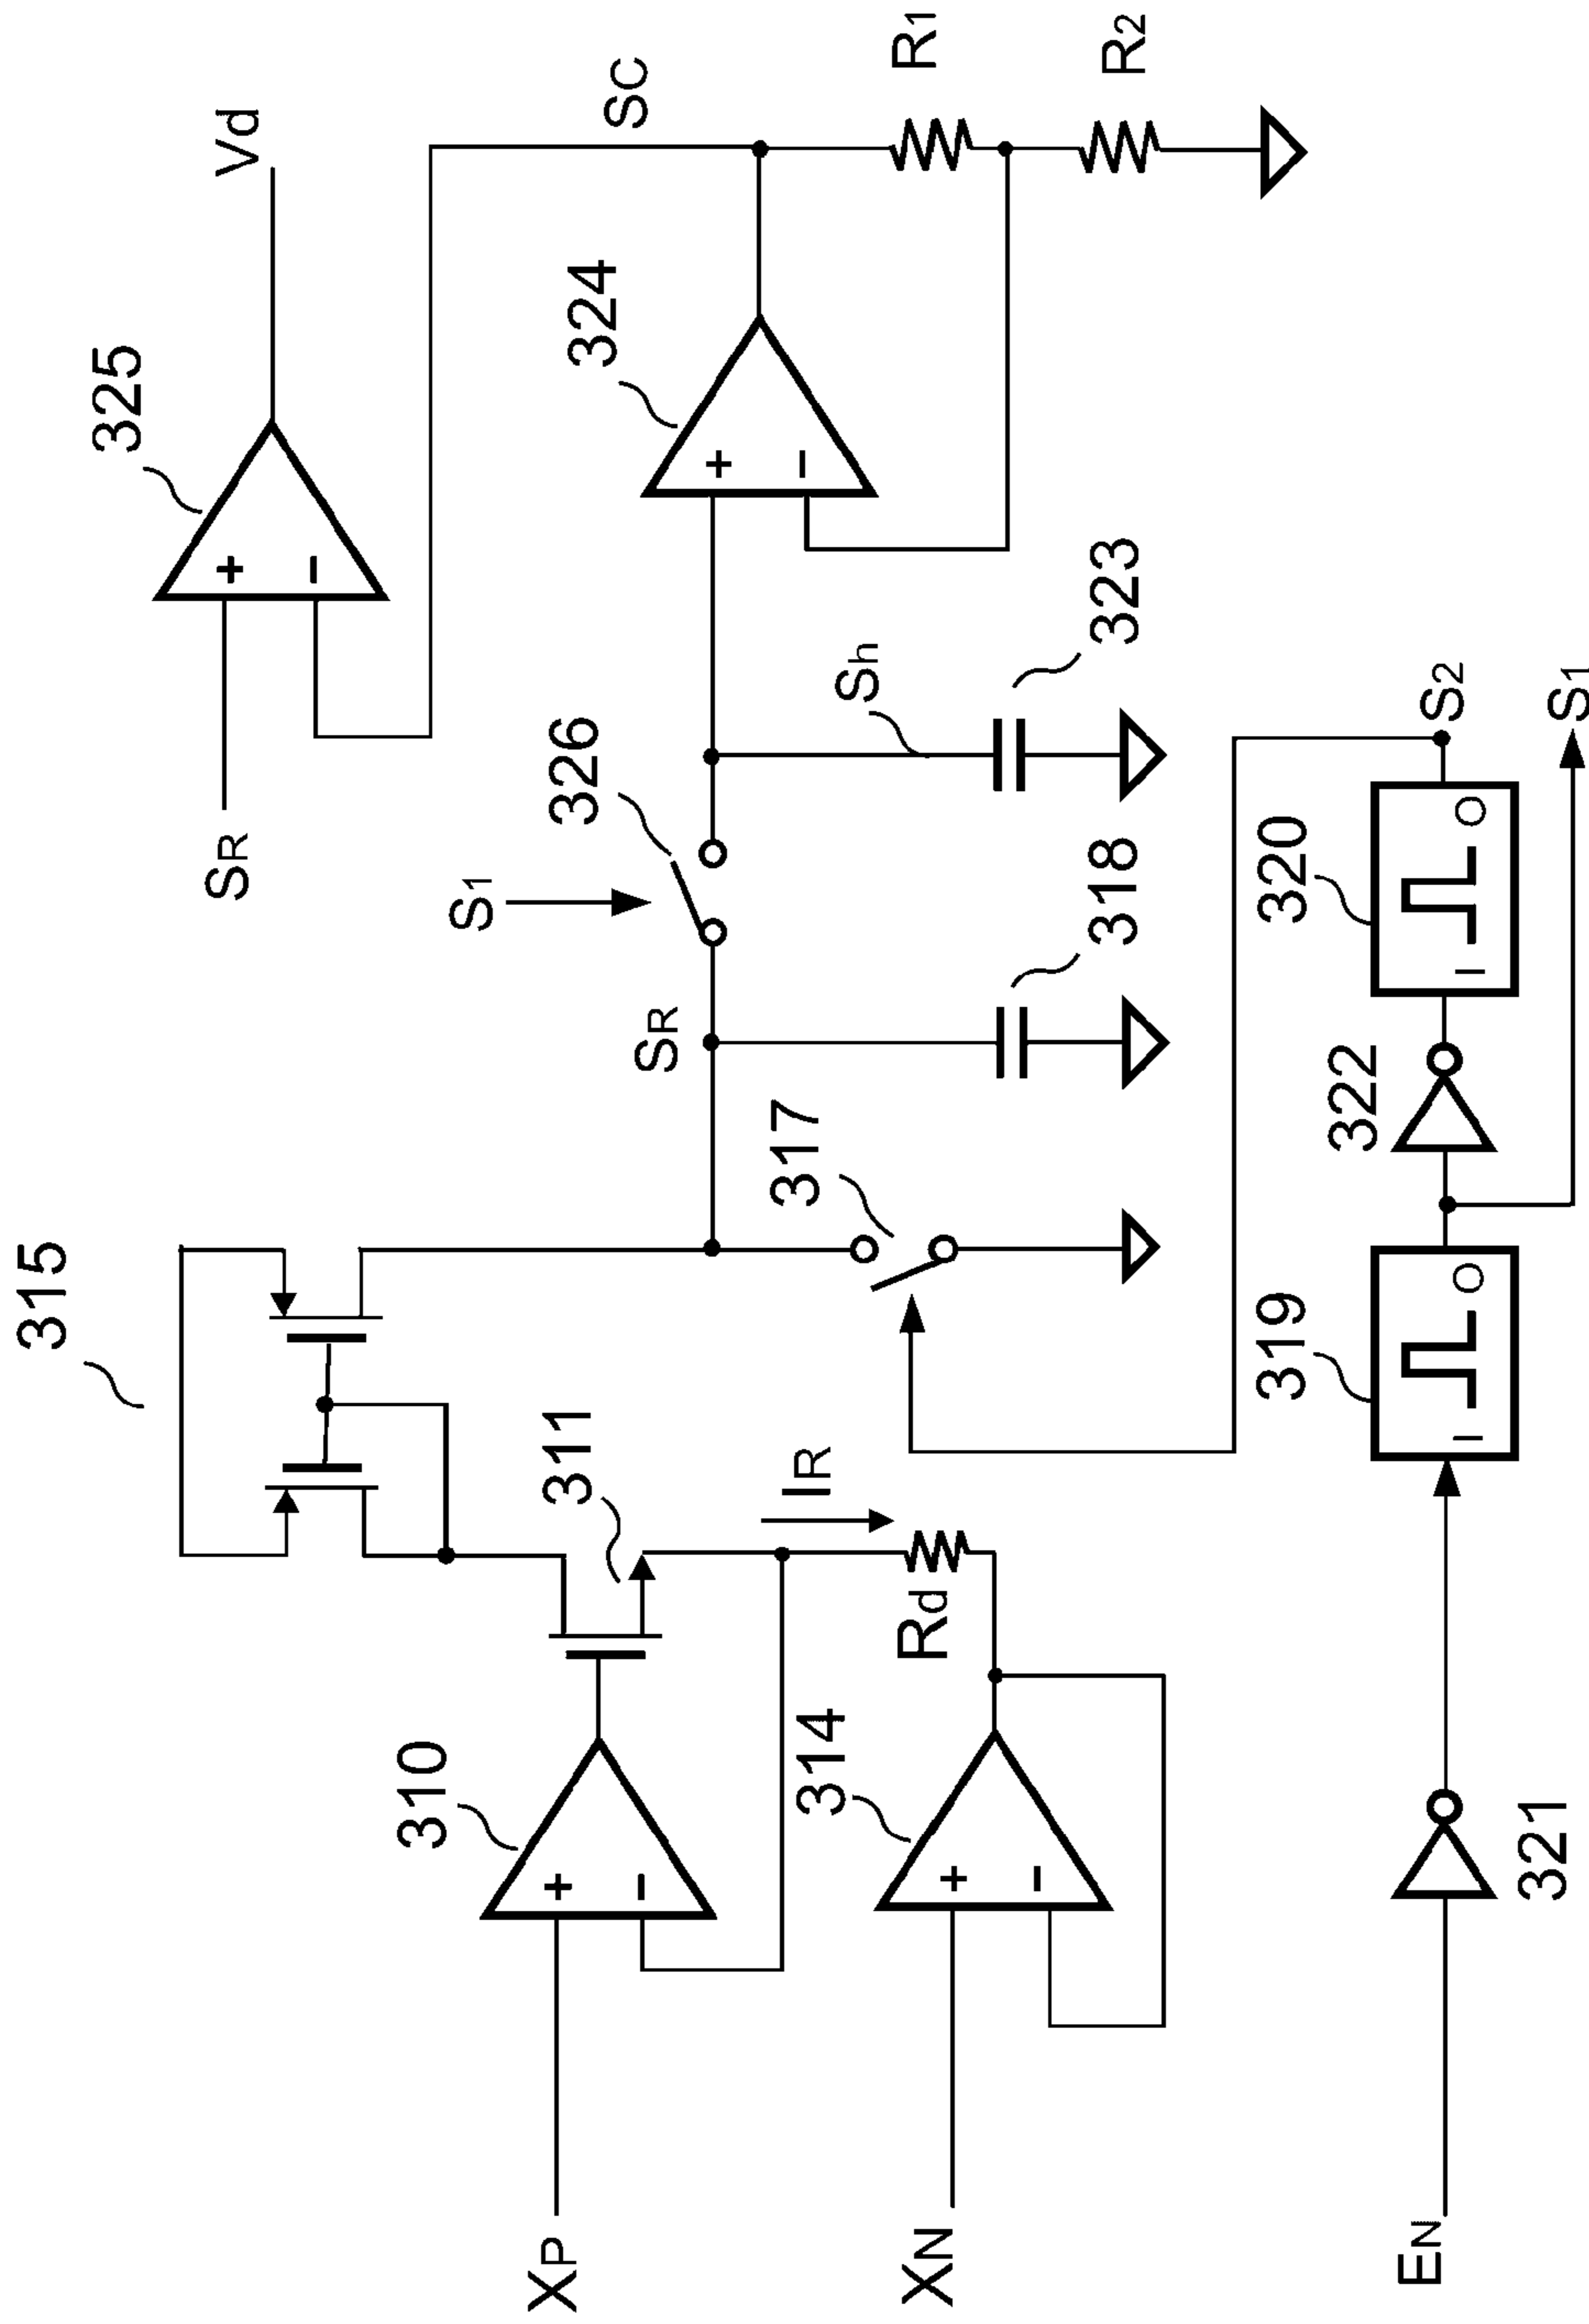 Vd
325
SR
SC
R1
R2
324
+
−
+
−
Sh
323
326
S1
SR
318
317
315
311
IR
Rd
310
+
−
314
+
−
XP
XN
EN
321
319
I
O
322
320
I
O
S2
S1